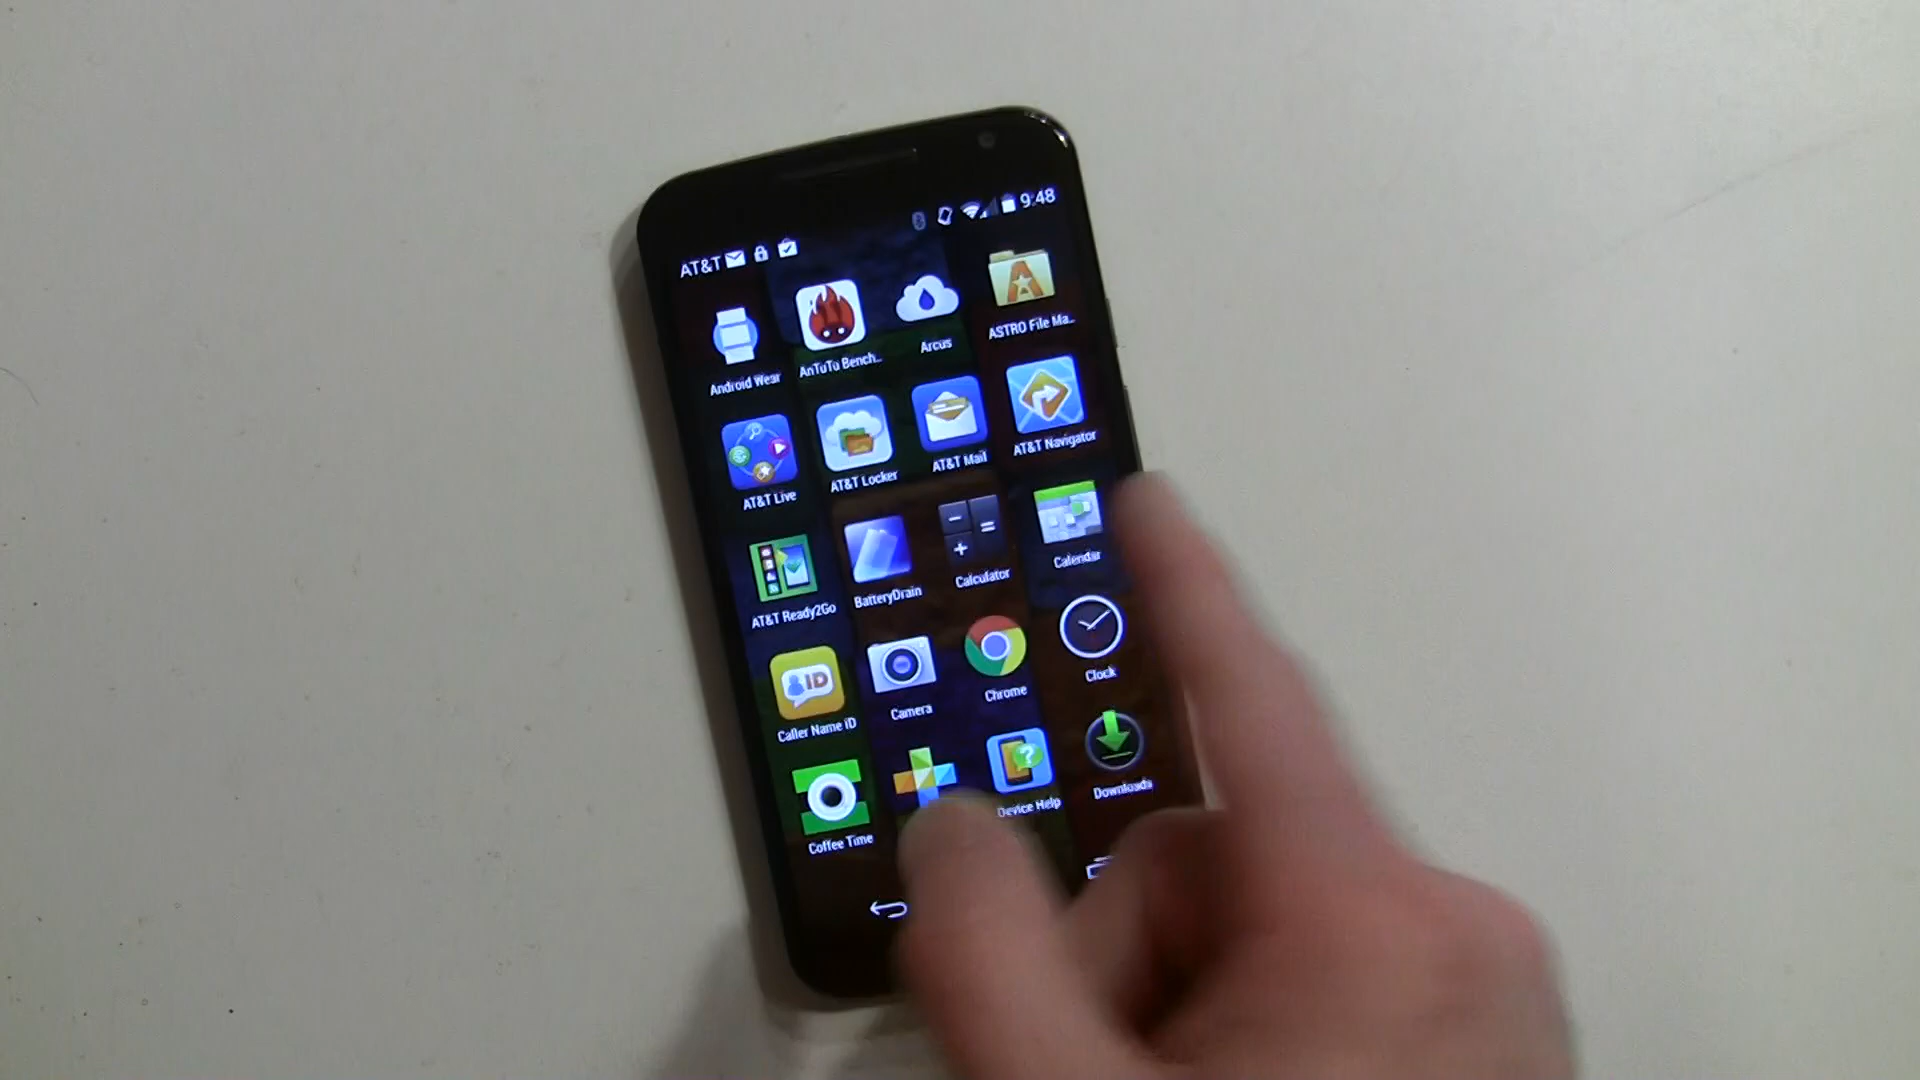 AT&T 9:48
Android Wear AnTuTu Bench.. Arcus ASTRO File Ma..
AT&T Live AT&T Locker AT&T Mail AT&T Navigator
AT&T Ready2Go BatteryDrain Calculator Calendar
ID
Caller Name ID Camera Chrome Clock
Coffee Time Device Help Downloads